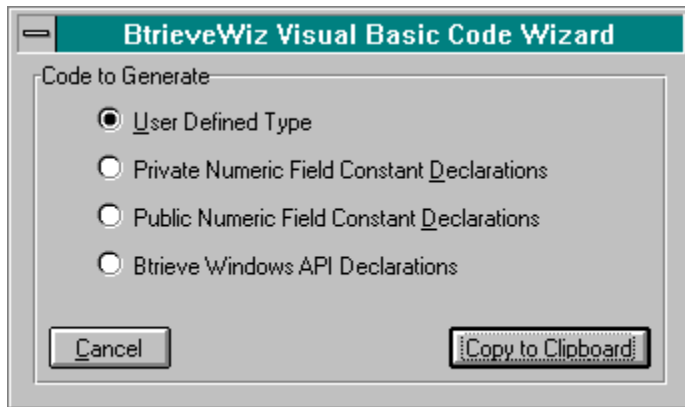 BtrieveWiz Visual Basic Code Wizard
Code to Generate
User Defined Type
Private Numeric Field Constant Declarations
Public Numeric Field Constant Declarations
Btrieve Windows API Declarations
Cancel
Copy to Clipboard